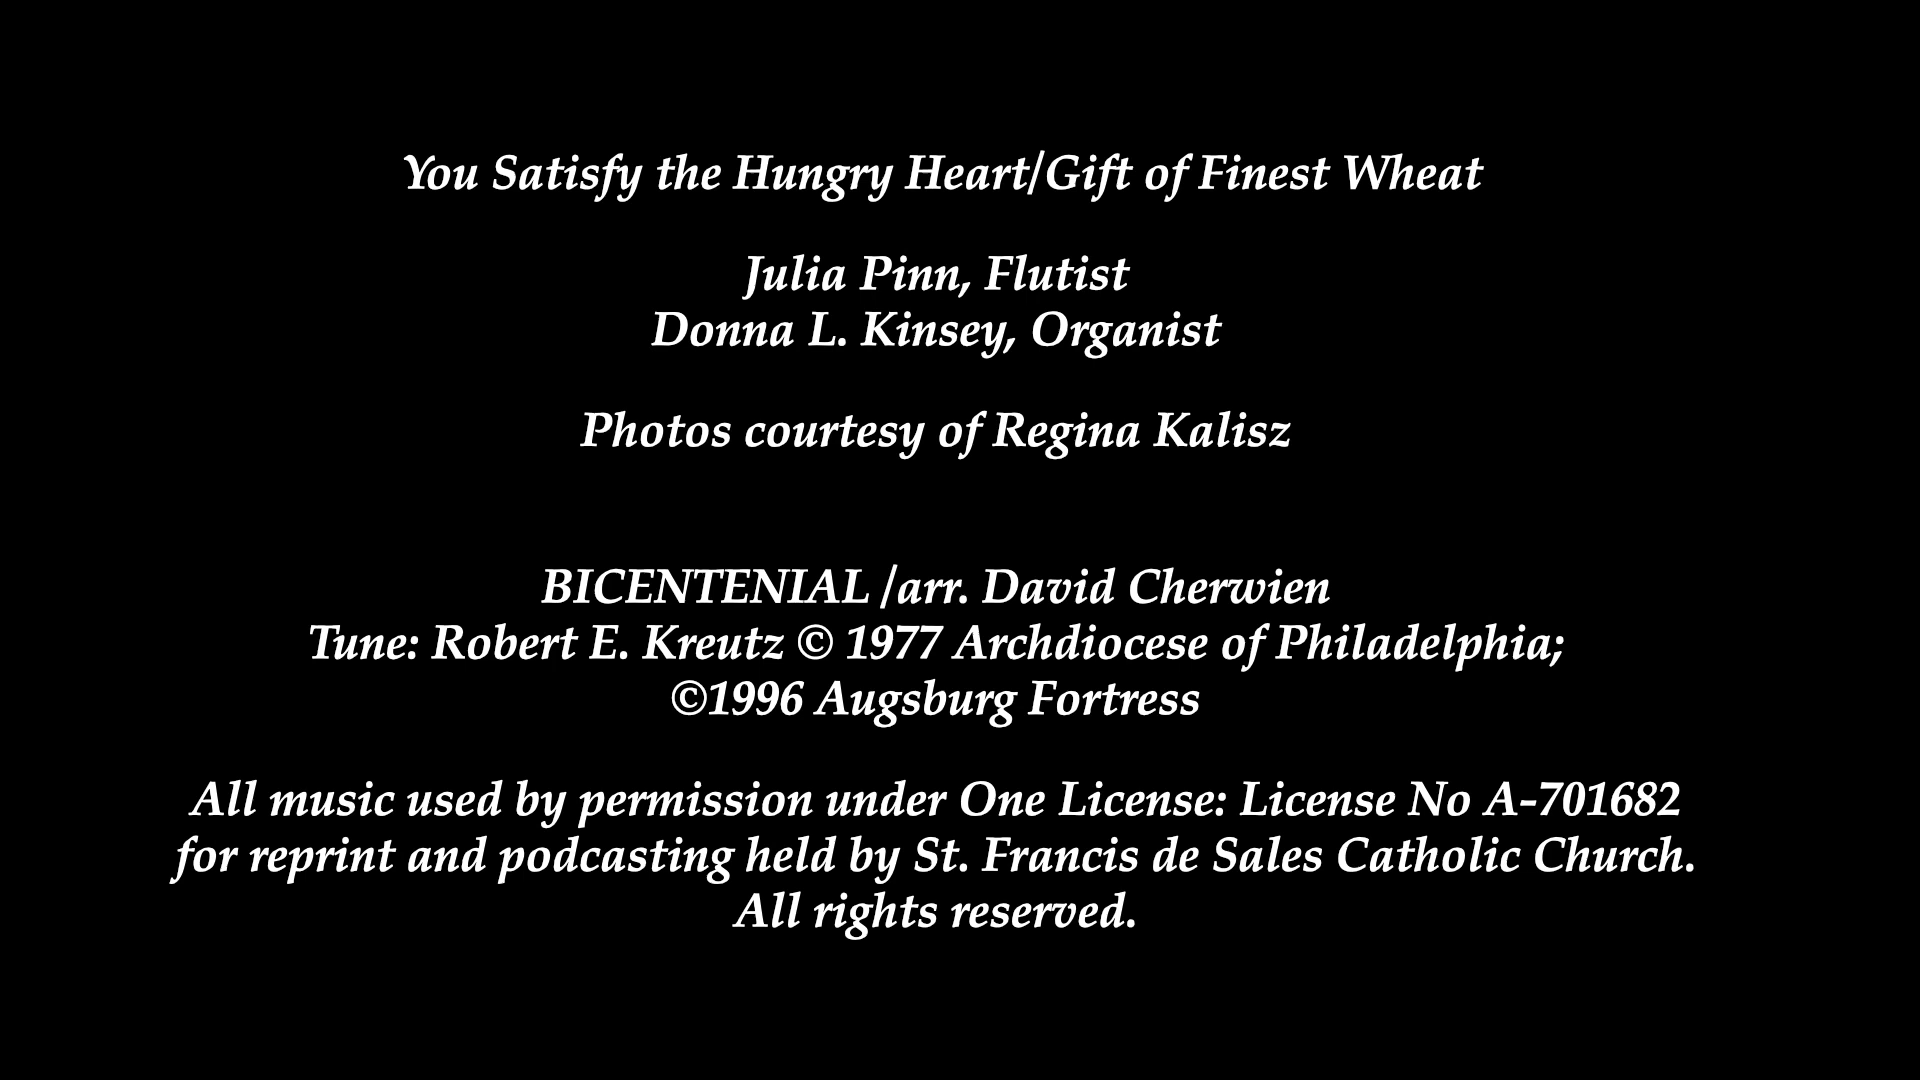 You Satisfy the Hungry Heart/Gift of Finest Wheat
Julia Pinn, Flutist
Donna L. Kinsey, Organist
Photos courtesy of Regina Kalisz
BICENTENIAL /arr. David Cherwien
Tune: Robert E. Kreutz © 1977 Archdiocese of Philadelphia;
©1996 Augsburg Fortress
All music used by permission under One License: License No A-701682
for reprint and podcasting held by St. Francis de Sales Catholic Church.
All rights reserved.